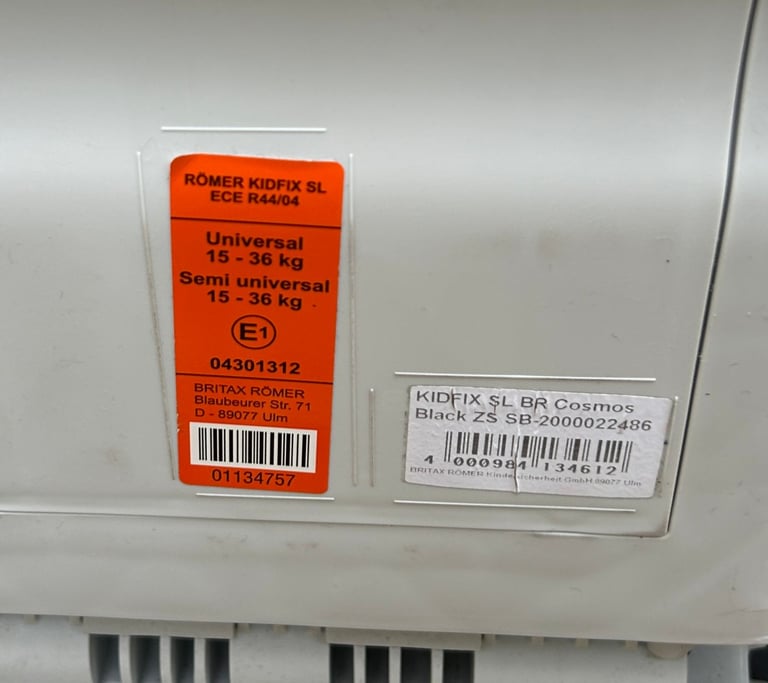 RÖMER KIDFIX SL
ECE R44/04
Universal
15 - 36 kg
Semi universal
15 - 36 kg
E1
04301312
BRITAX RÖMER
Blaubeurer Str. 71
D - 89077 Ulm
01134757
KIDFIX SL BR Cosmos
Black ZS SB-2000022486
4 000984 134612
BRITAX RÖMER Kindersicherheit GmbH 89077 Ulm